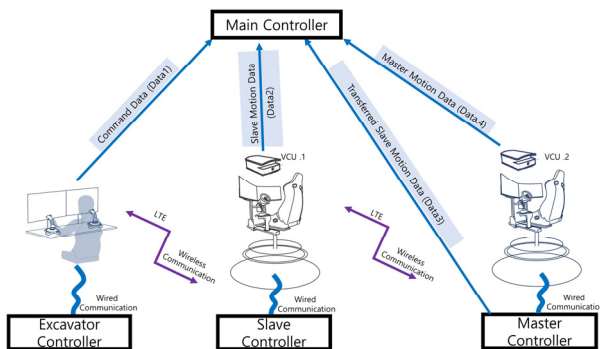 Main Controller
Command Data (Data1)
Slave Motion Data
(Data2)
Transferred Slave Motion Data (Data3)
Master Motion Data (Data.4)
VCU .1
VCU .2
LTE
Wireless
Communication
LTE
Wireless
Communication
Wired
Communication
Wired
Communication
Wired
Communication
Excavator
Controller
Slave
Controller
Master
Controller